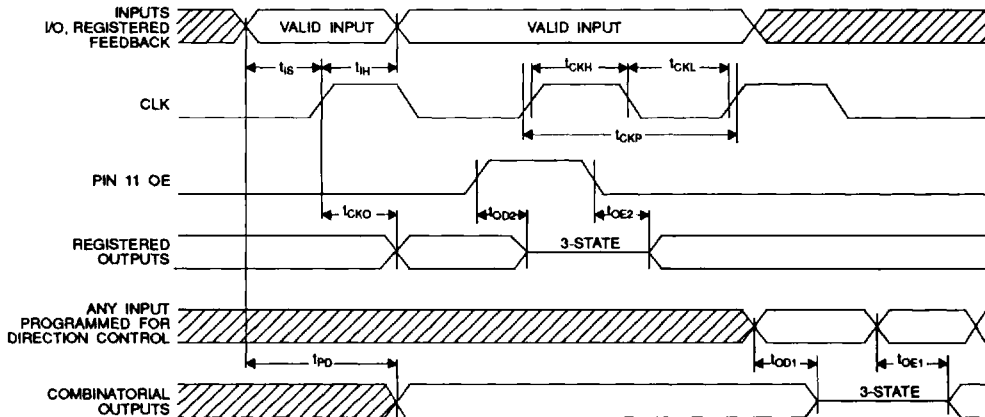 INPUTS
I/O, REGISTERED
FEEDBACK
VALID INPUT
VALID INPUT
tIS
tIH
tCKH
tCKL
CLK
tCKP
PIN 11 OE
tCKO
tOD2
tOE2
REGISTERED
OUTPUTS
3-STATE
ANY INPUT
PROGRAMMED FOR
DIRECTION CONTROL
tPD
tOD1
tOE1
COMBINATORIAL
OUTPUTS
3-STATE